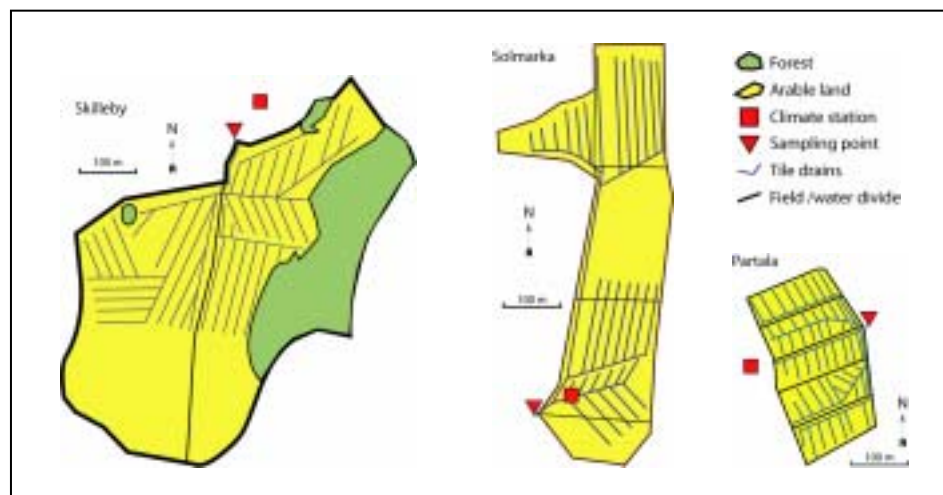 Skilleby
N
100 m
Solmarka
N
100 m
Forest
Arable land
Climate station
Sampling point
Tile drains
Field /water divide
Partala
N
100 m